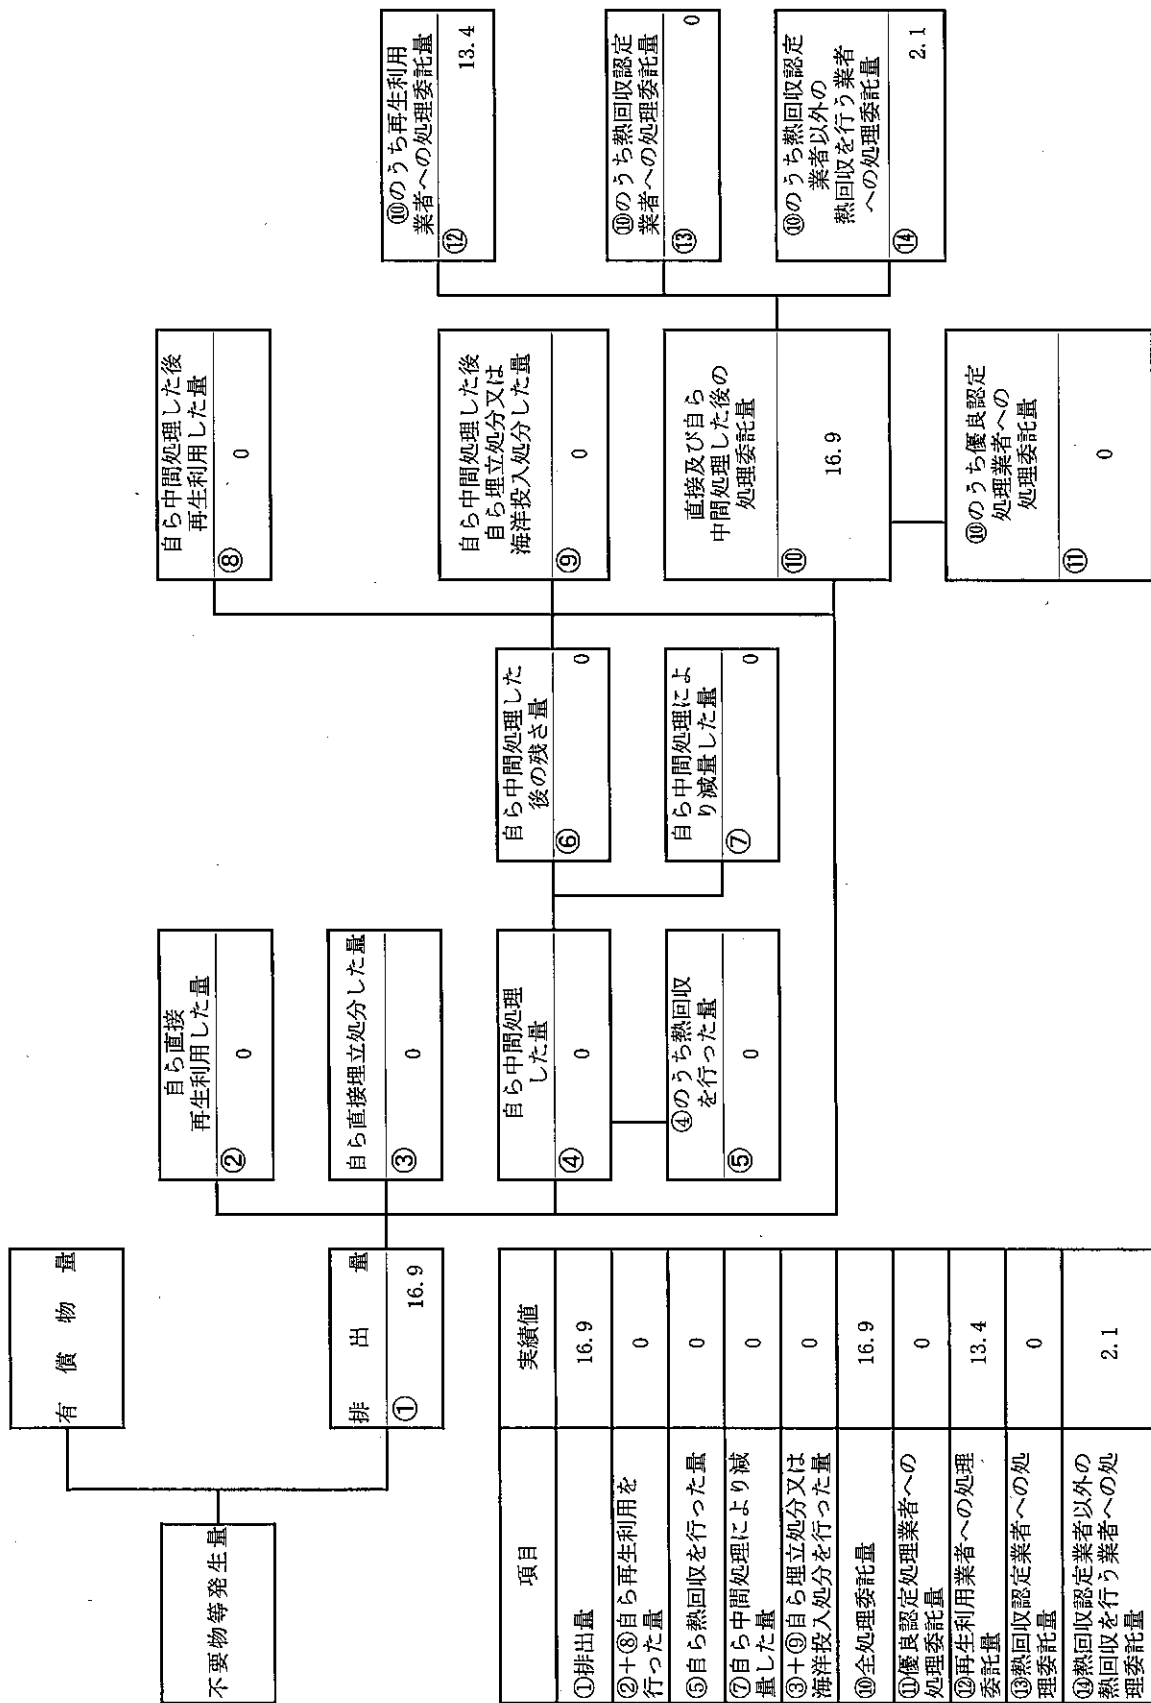 不要物等発生量
有償物量
排出量
①
16.9
自ら直接
再生利用した量
②
0
自ら直接埋立処分した量
③
0
自ら中間処理
した量
④
0
④のうち熱回収
を行った量
⑤
0
自ら中間処理した
後の残さ量
⑥
0
自ら中間処理によ
り減量した量
⑦
0
自ら中間処理した後
再生利用した量
⑧
0
自ら中間処理した後
自ら埋立処分又は
海洋投入処分した量
⑨
0
直接及び自ら
中間処理した後の
処理委託量
⑩
16.9
⑩のうち優良認定
処理業者への
処理委託量
⑪
0
⑩のうち再生利用
業者への処理委託量
⑫
13.4
⑩のうち熱回収認定
業者への処理委託量
⑬
0
⑩のうち熱回収認定
業者以外の
熱回収を行う業者
への処理委託量
⑭
2.1
項目 実績値
①排出量 16.9
②+⑧自ら再生利用を
行った量 0
⑤自ら熱回収を行った量 0
⑦自ら中間処理により減
量した量 0
③+⑨自ら埋立処分又は
海洋投入処分を行った量 0
⑩全処理委託量 16.9
⑪優良認定処理業者への
処理委託量 0
⑫再生利用業者への処理
委託量 13.4
⑬熱回収認定業者への処
理委託量 0
⑭熱回収認定業者以外の
熱回収を行う業者への処
理委託量 2.1